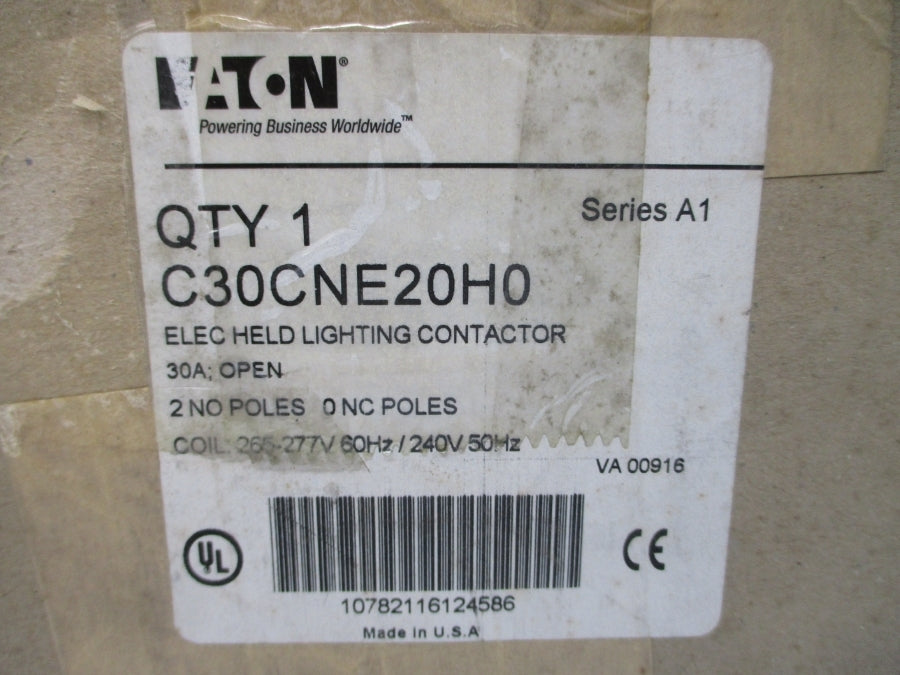 EATON®
Powering Business Worldwide™
QTY 1
Series A1
C30CNE20H0
ELEC HELD LIGHTING CONTACTOR
30A; OPEN
2 NO POLES 0 NC POLES
COIL: 265-277V 60Hz / 240V 50Hz
VA 00916
UL
CE
10782116124586
Made in U.S.A